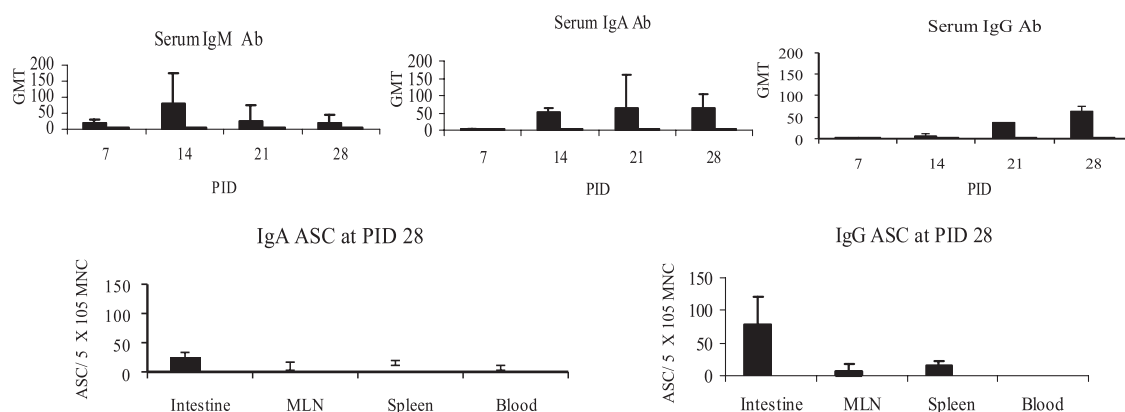 Serum IgM Ab
GMT
200
150
100
50
0
7 14 21 28
PID
Serum IgA Ab
GMT
200
150
100
50
0
7 14 21 28
PID
Serum IgG Ab
GMT
200
150
100
50
0
7 14 21 28
PID
IgA ASC at PID 28
ASC/ 5 X 105 MNC
150
100
50
0
Intestine MLN Spleen Blood
IgG ASC at PID 28
ASC/ 5 X 105 MNC
150
100
50
0
Intestine MLN Spleen Blood